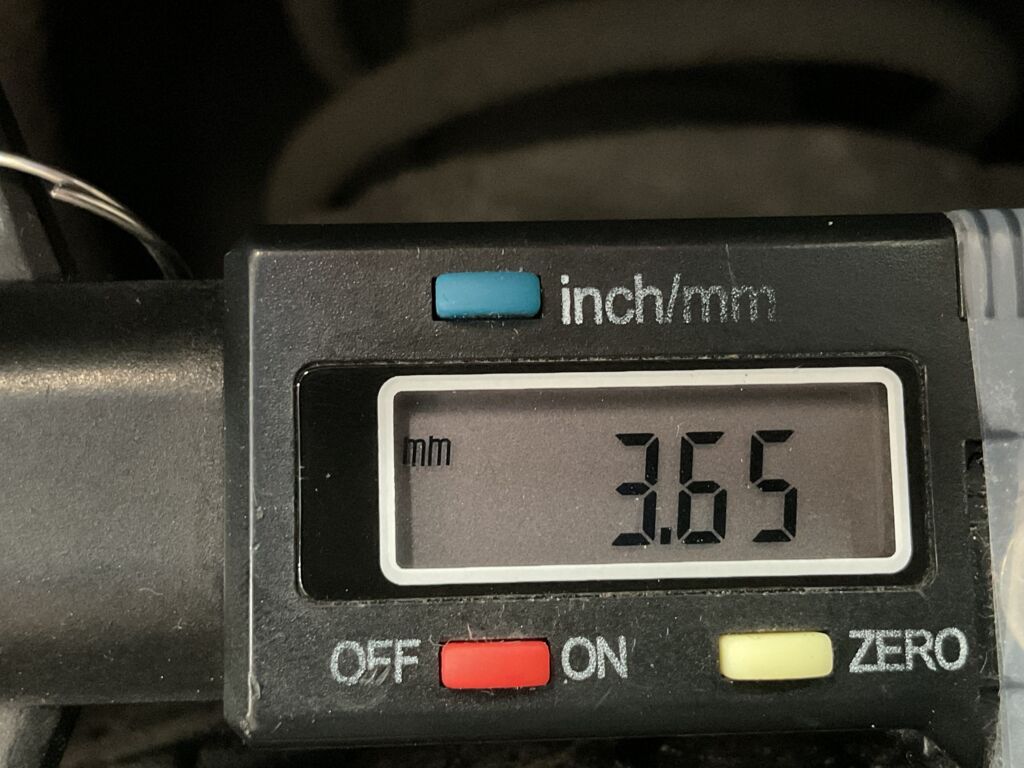 inch/mm
mm 3.65
OFF ON ZERO